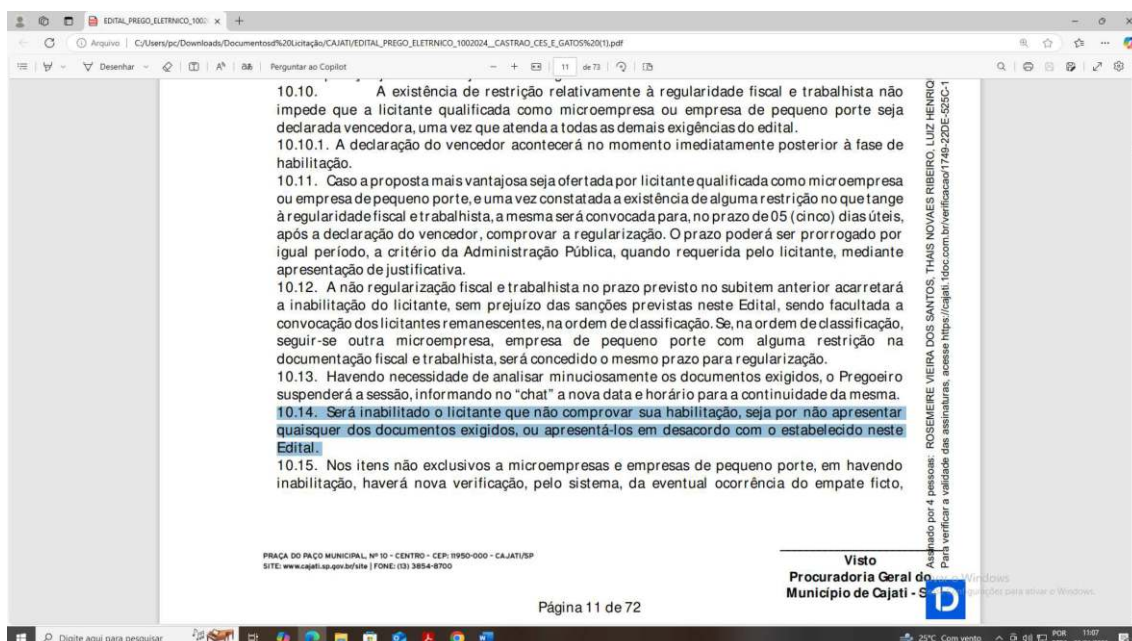 EDITAL_PREGO_ELETRNICO_1002
Arquivo | C:/Users/pc/Downloads/Documentosd%20Licitação/CAJATI/EDITAL_PREGO_ELETRNICO_1002024__CASTRAO_CES_E_GATOS%20(1).pdf
Desenhar
Perguntar ao Copilot
11 de 73
10.10. A existência de restrição relativamente à regularidade fiscal e trabalhista não
impede que a licitante qualificada como microempresa ou empresa de pequeno porte seja
declarada vencedora, uma vez que atenda a todas as demais exigências do edital.
10.10.1. A declaração do vencedor acontecerá no momento imediatamente posterior à fase de
habilitação.
10.11. Caso a proposta mais vantajosa seja ofertada por licitante qualificada como microempresa
ou empresa de pequeno porte, e uma vez constatada a existência de alguma restrição no que tange
à regularidade fiscal e trabalhista, a mesma será convocada para, no prazo de 05 (cinco) dias úteis,
após a declaração do vencedor, comprovar a regularização. O prazo poderá ser prorrogado por
igual período, a critério da Administração Pública, quando requerida pelo licitante, mediante
apresentação de justificativa.
10.12. A não regularização fiscal e trabalhista no prazo previsto no subitem anterior acarretará
a inabilitação do licitante, sem prejuízo das sanções previstas neste Edital, sendo facultada a
convocação dos licitantes remanescentes, na ordem de classificação. Se, na ordem de classificação,
seguir-se outra microempresa, empresa de pequeno porte com alguma restrição na
documentação fiscal e trabalhista, será concedido o mesmo prazo para regularização.
10.13. Havendo necessidade de analisar minuciosamente os documentos exigidos, o Pregoeiro
suspenderá a sessão, informando no “chat” a nova data e horário para a continuidade da mesma.
10.14. Será inabilitado o licitante que não comprovar sua habilitação, seja por não apresentar
quaisquer dos documentos exigidos, ou apresentá-los em desacordo com o estabelecido neste
Edital.
10.15. Nos itens não exclusivos a microempresas e empresas de pequeno porte, em havendo
inabilitação, haverá nova verificação, pelo sistema, da eventual ocorrência do empate ficto,
Assinado por 4 pessoas: ROSEMEIRE VIEIRA DOS SANTOS, THAIS NOVAES RIBEIRO, LUIZ HENRIQ
Para verificar a validade das assinaturas, acesse https://cajati.1doc.com.br/verificacao/1749-22DE-525C-1
PRAÇA DO PAÇO MUNICIPAL, Nº 10 - CENTRO - CEP: 11950-000 - CAJATI/SP
SITE: www.cajati.sp.gov.br/site | FONE: (13) 3854-8700
Visto
Procuradoria Geral do
Município de Cajati - S
Página 11 de 72
Windows
para ativar o Windows.
Digite aqui para pesquisar
25°C Com vento
POR
11:07